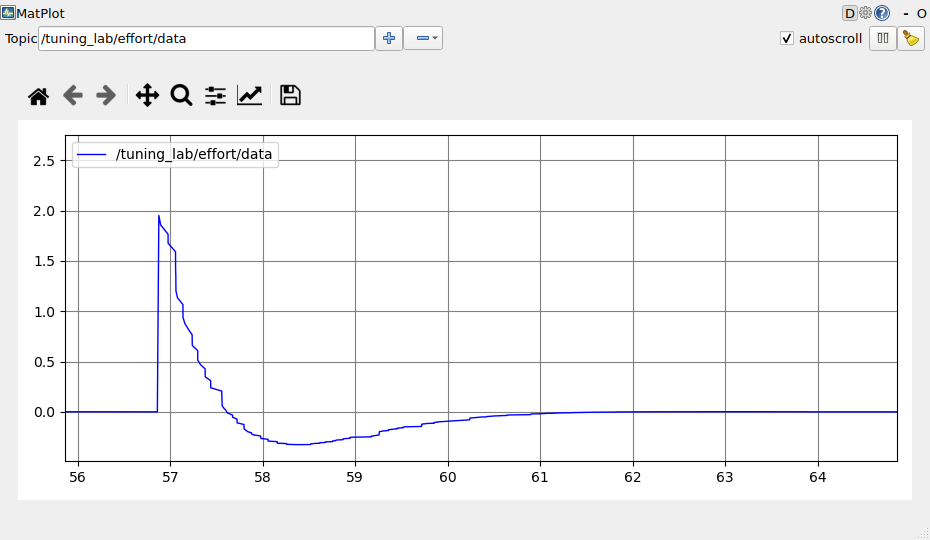 MatPlot D - O
Topic /tuning_lab/effort/data autoscroll
/tuning_lab/effort/data
2.5
2.0
1.5
1.0
0.5
0.0
56 57 58 59 60 61 62 63 64